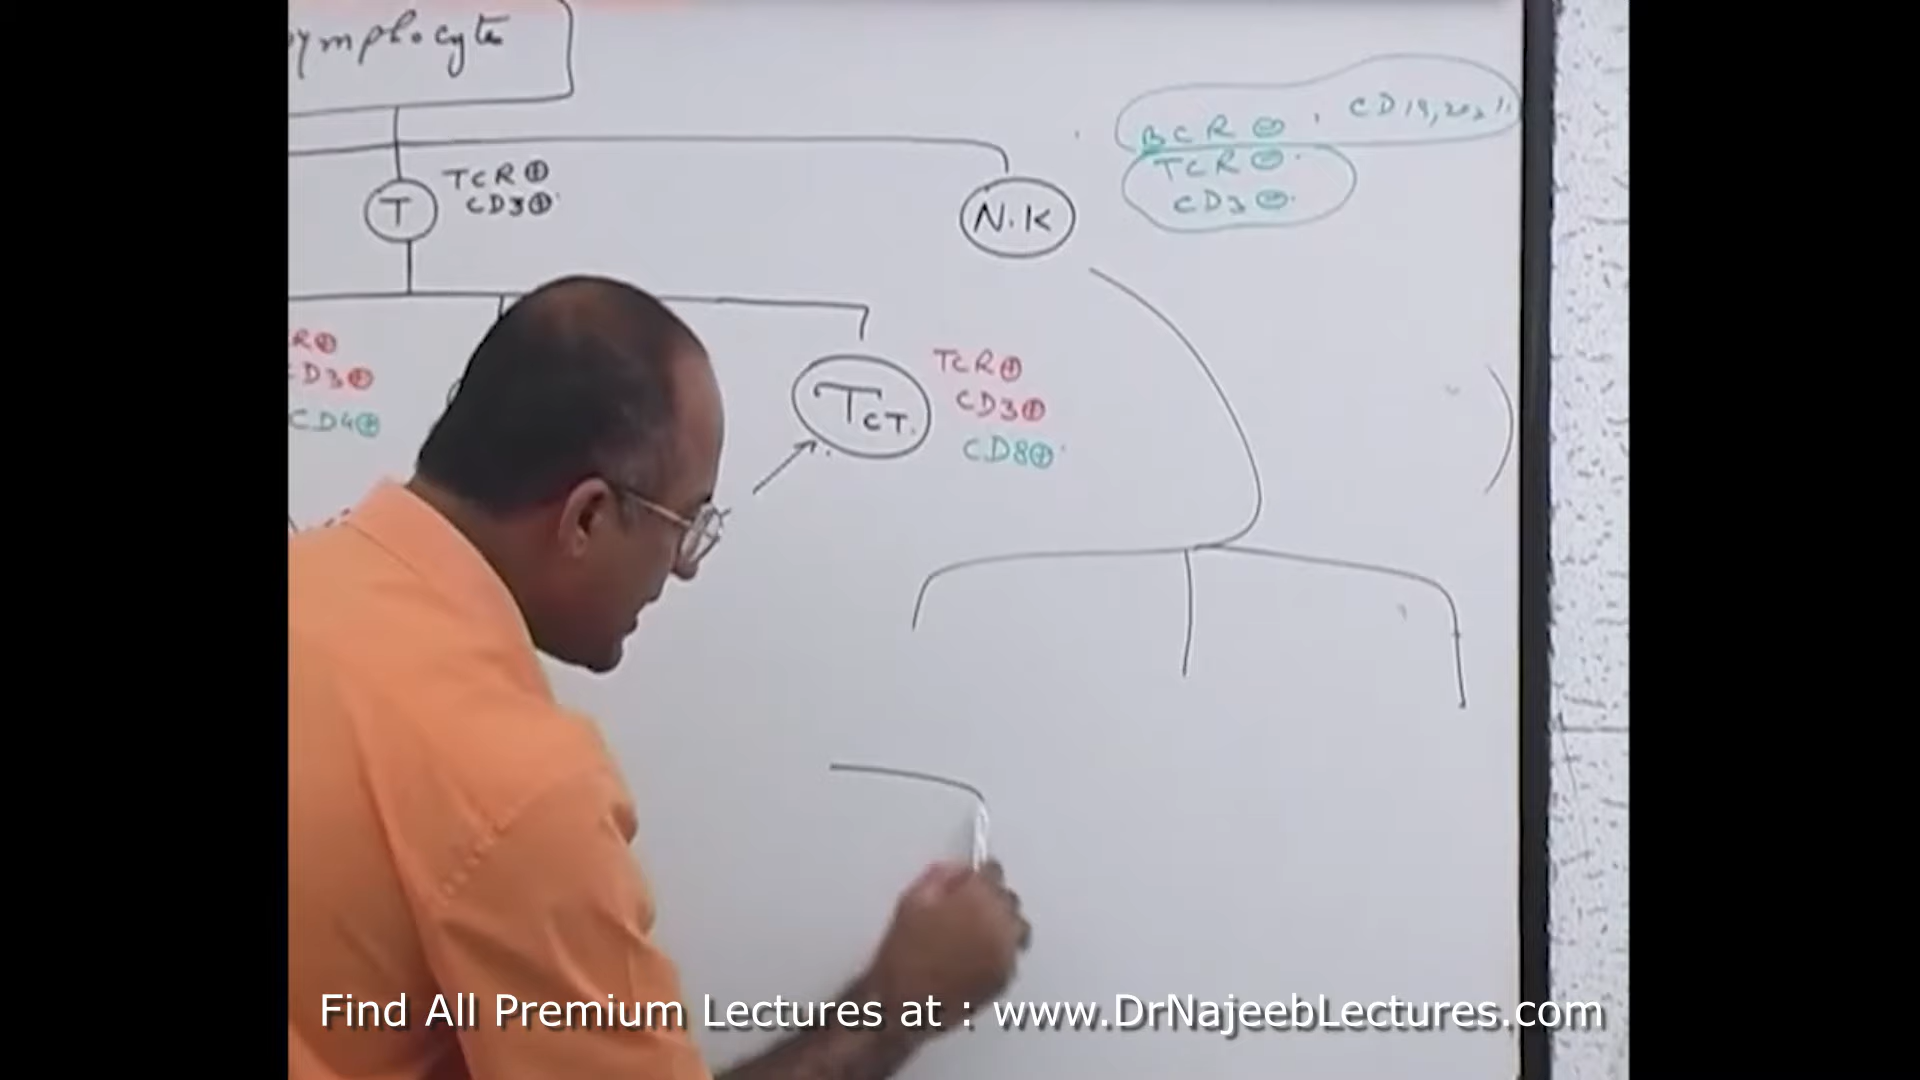 ymphocyte
BCR ⊖, CD19,20,21
TCR ⊖
CD3 ⊖
T
TCR ⊕
CD3 ⊕
N.K
R ⊕
CD3 ⊕
CD4 ⊕
TCT.
TCR ⊕
CD3 ⊕
CD8 ⊕
Find All Premium Lectures at : www.DrNajeebLectures.com